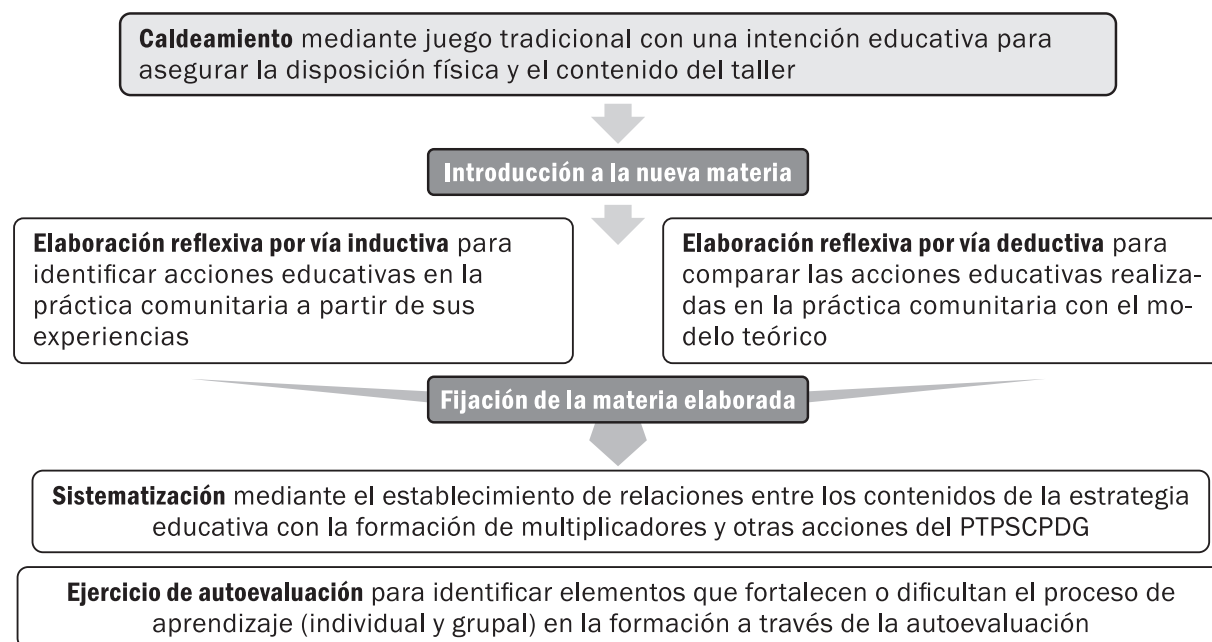 Caldeamiento mediante juego tradicional con una intención educativa para
asegurar la disposición física y el contenido del taller
Introducción a la nueva materia
Elaboración reflexiva por vía inductiva para
identificar acciones educativas en la
práctica comunitaria a partir de sus
experiencias
Elaboración reflexiva por vía deductiva para
comparar las acciones educativas realiza-
das en la práctica comunitaria con el mo-
delo teórico
Fijación de la materia elaborada
Sistematización mediante el establecimiento de relaciones entre los contenidos de la estrategia
educativa con la formación de multiplicadores y otras acciones del PTPSCPDG
Ejercicio de autoevaluación para identificar elementos que fortalecen o dificultan el proceso de
aprendizaje (individual y grupal) en la formación a través de la autoevaluación